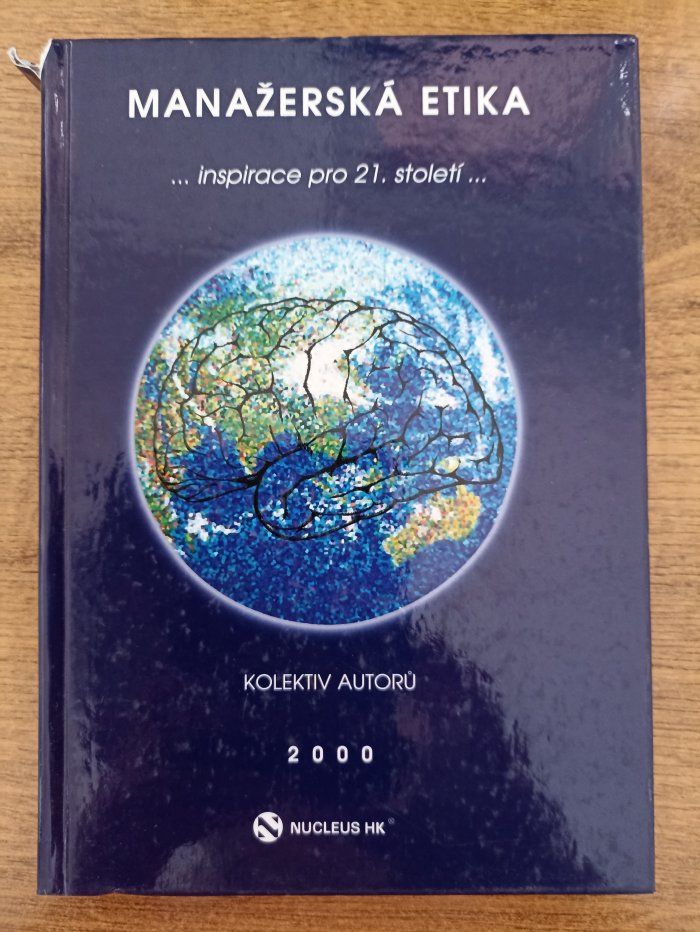 MANAŽERSKÁ ETIKA
... inspirace pro 21. století ...
KOLEKTIV AUTORŮ
2000
NUCLEUS HK®